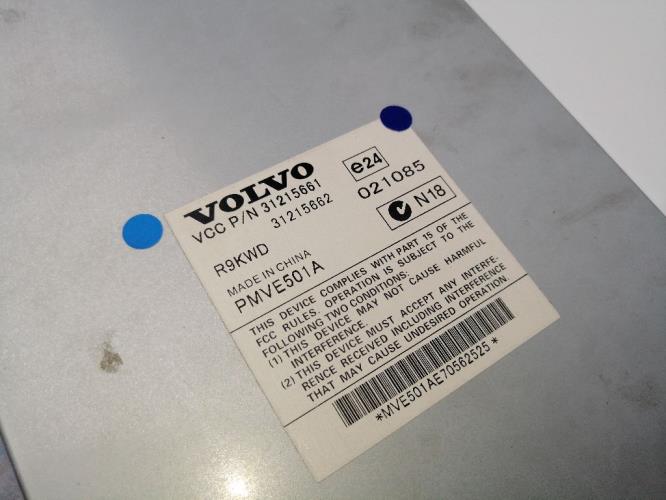 VOLVO
VCC P/N 31215661
31215662
e24
021085
N18
R9KWD
MADE IN CHINA
PMVE501A
THIS DEVICE COMPLIES WITH PART 15 OF THE
FCC RULES. OPERATION IS SUBJECT TO THE
FOLLOWING TWO CONDITIONS:
(1) THIS DEVICE MAY NOT CAUSE HARMFUL
INTERFERENCE.
(2) THIS DEVICE MUST ACCEPT ANY INTERFE-
RENCE RECEIVED INCLUDING INTERFERENCE
THAT MAY CAUSE UNDESIRED OPERATION
*MVE501AE70562525*